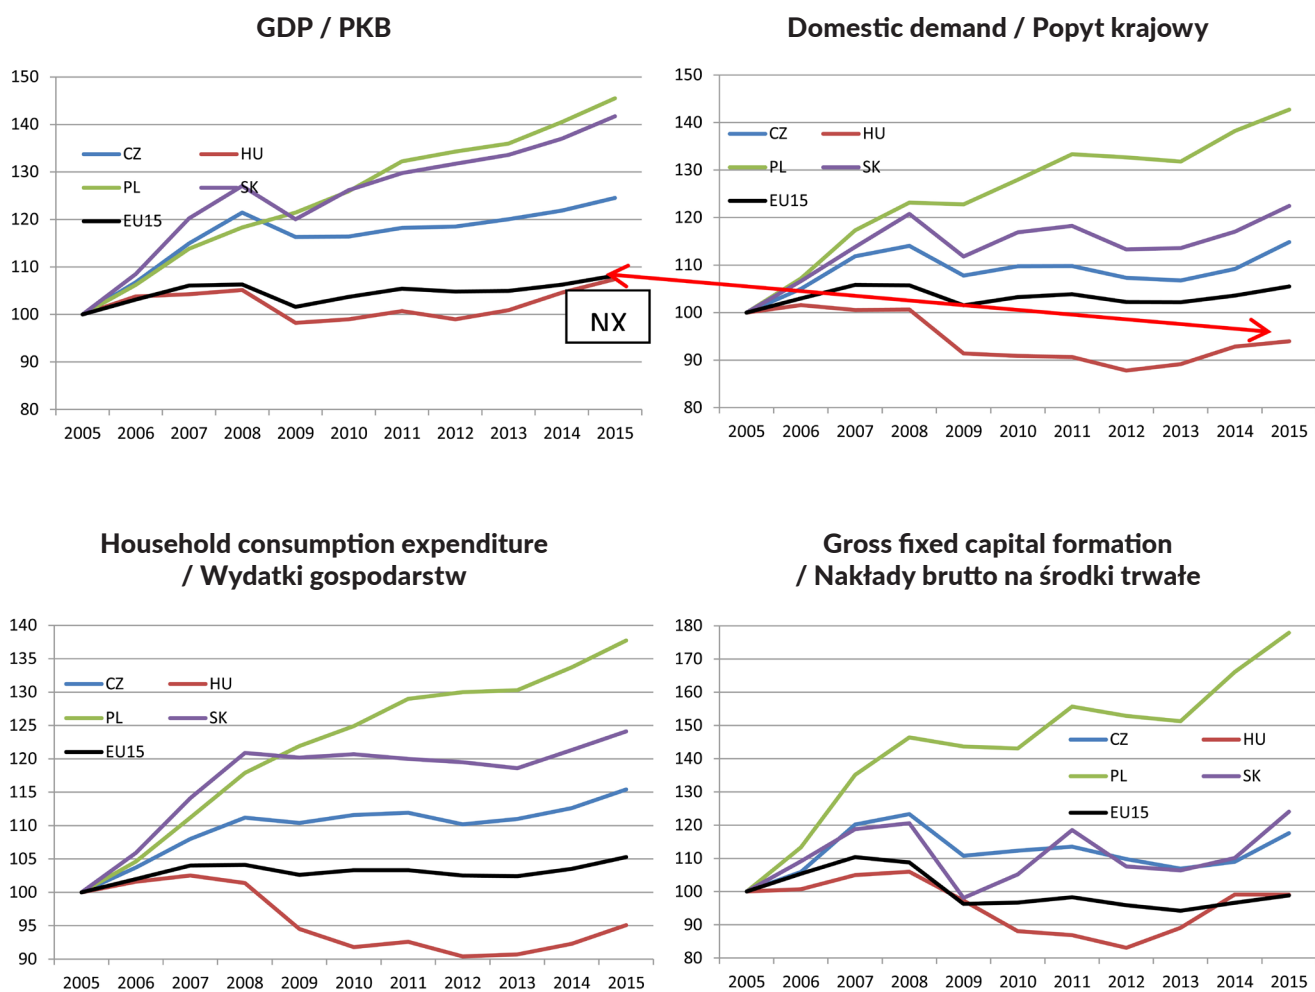 GDP / PKB
150
140
130
120
110
100
90
80
CZ HU
PL SK
EU15
NX
2005 2006 2007 2008 2009 2010 2011 2012 2013 2014 2015
Domestic demand / Popyt krajowy
150
140
130
120
110
100
90
80
CZ HU
PL SK
EU15
2005 2006 2007 2008 2009 2010 2011 2012 2013 2014 2015
Household consumption expenditure
/ Wydatki gospodarstw
140
135
130
125
120
115
110
105
100
95
90
CZ HU
PL SK
EU15
2005 2006 2007 2008 2009 2010 2011 2012 2013 2014 2015
Gross fixed capital formation
/ Nakłady brutto na środki trwałe
180
170
160
150
140
130
120
110
100
90
80
CZ HU
PL SK
EU15
2005 2006 2007 2008 2009 2010 2011 2012 2013 2014 2015